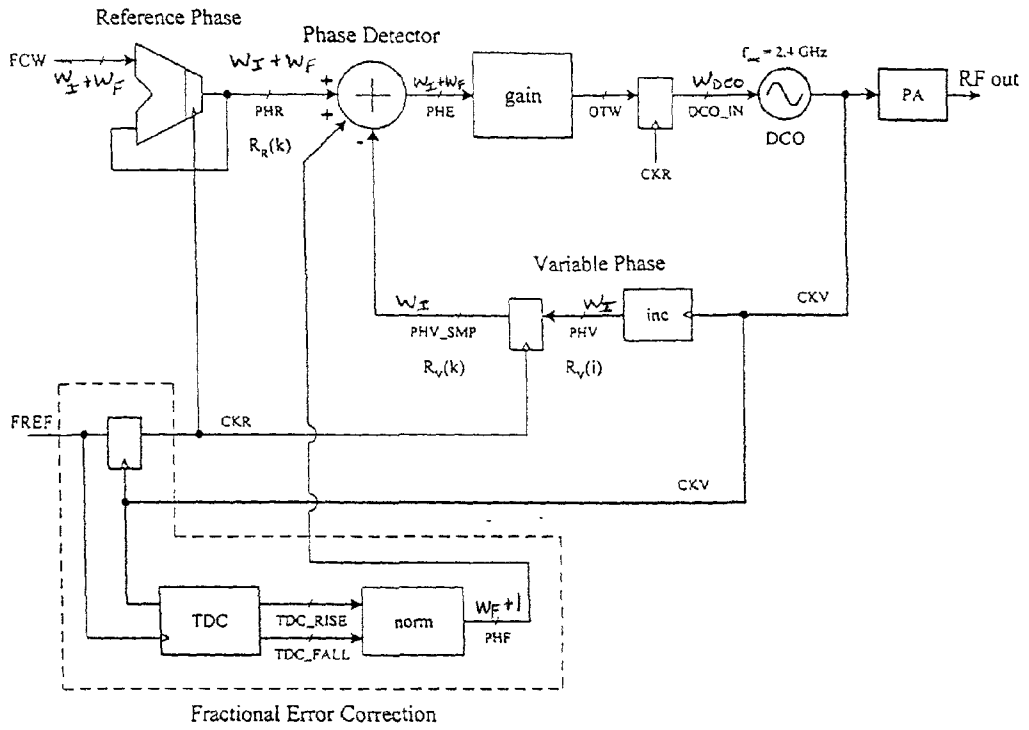 Reference Phase
Phase Detector
FCW
W_I + W_F
W_I + W_F
PHR
R_R(k)
+
+
-
W_I + W_F
PHE
gain
OTW
CKR
W_DCO
DCO_IN
= 2.4 GHz
DCO
PA
RF out
Variable Phase
W_I
PHV_SMP
R_V(k)
W_I
PHV
R_V(i)
inc
CKV
FREF
CKR
CKV
TDC
TDC_RISE
TDC_FALL
norm
W_F + 1
PHF
Fractional Error Correction